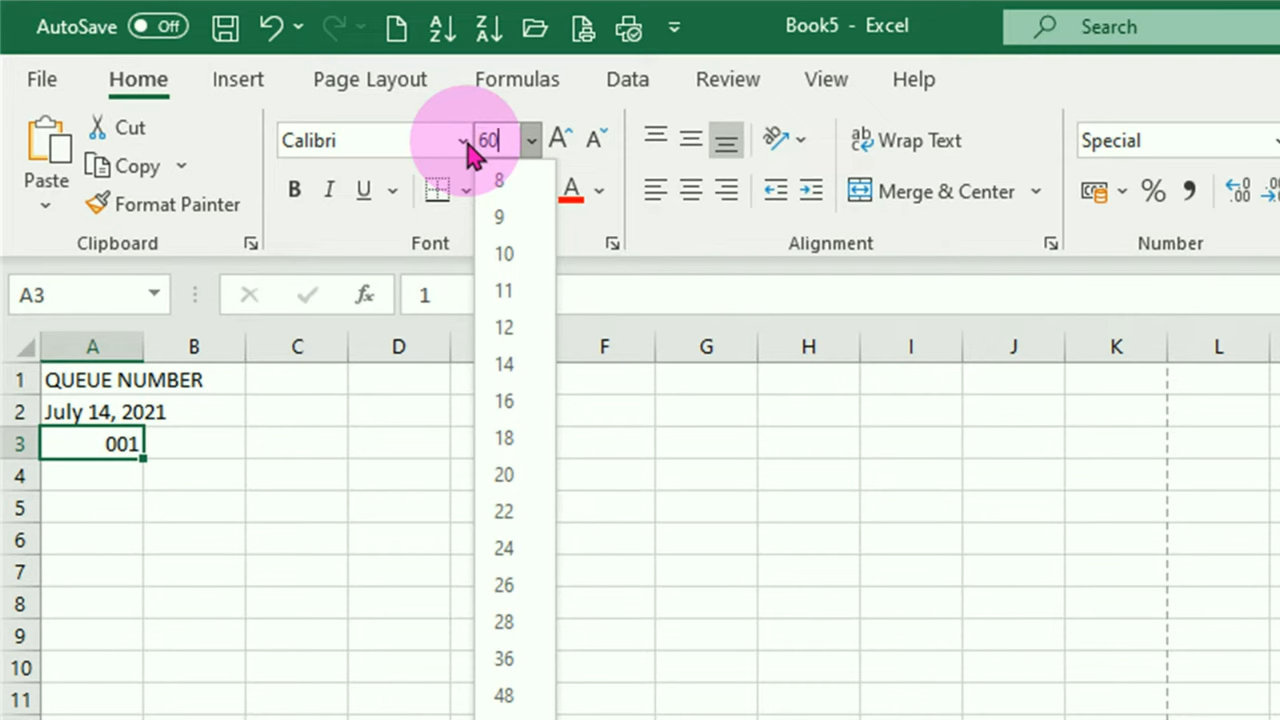 AutoSave Off Book5 - Excel Search
File Home Insert Page Layout Formulas Data Review View Help
Cut
Copy
Format Painter
Paste
Clipboard
Calibri 60
B I U A
Font
ab Wrap Text
Merge & Center
Alignment
Special
% 9
Number
A3 fx 1
A B C D F G H I J K L
1 QUEUE NUMBER
2 July 14, 2021
3 001
4
5
6
7
8
9
10
11
8
9
10
11
12
14
16
18
20
22
24
26
28
36
48